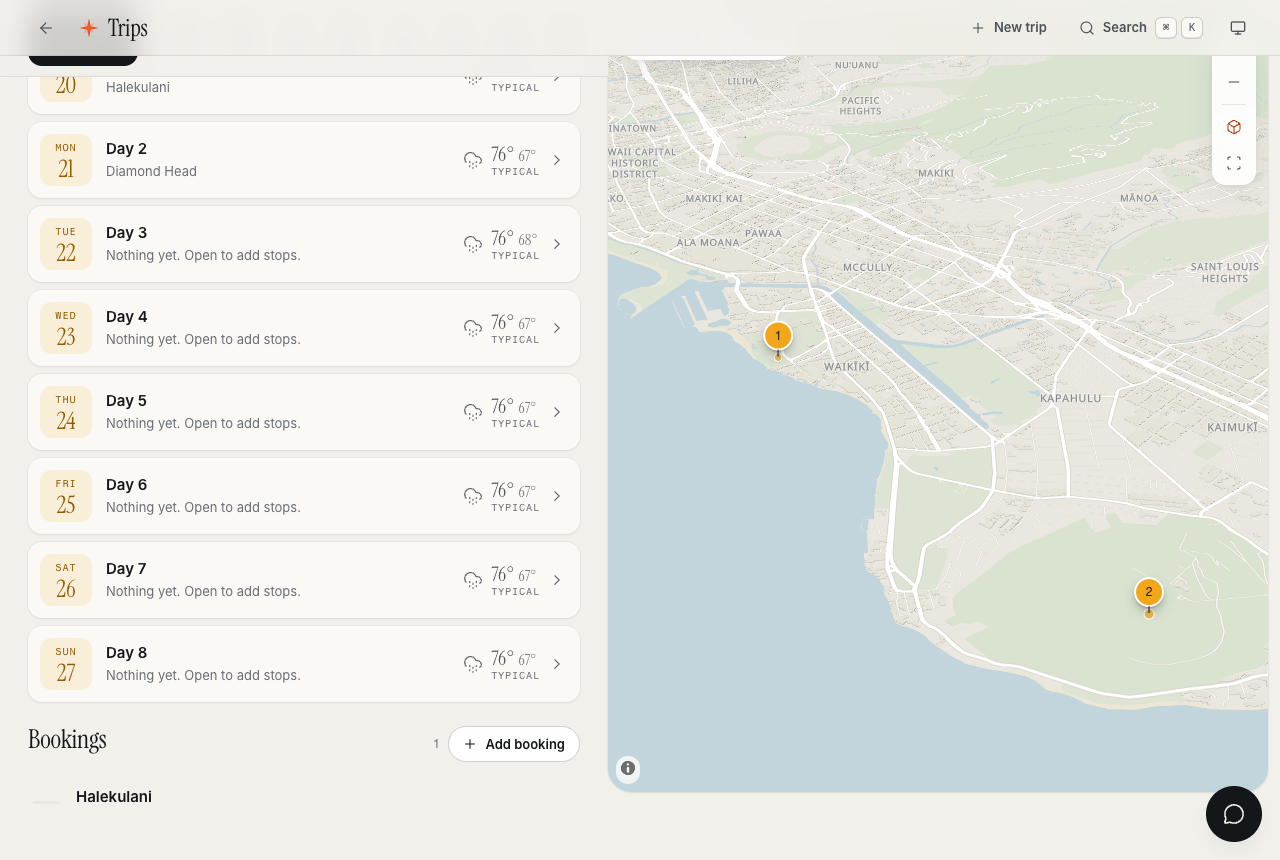 Trips
New trip
Search ⌘ K
20
Halekulani
TYPICAL
MON
21
Day 2
Diamond Head
76° 67°
TYPICAL
TUE
22
Day 3
Nothing yet. Open to add stops.
76° 68°
TYPICAL
WED
23
Day 4
Nothing yet. Open to add stops.
76° 67°
TYPICAL
THU
24
Day 5
Nothing yet. Open to add stops.
76° 67°
TYPICAL
FRI
25
Day 6
Nothing yet. Open to add stops.
76° 67°
TYPICAL
SAT
26
Day 7
Nothing yet. Open to add stops.
76° 67°
TYPICAL
SUN
27
Day 8
Nothing yet. Open to add stops.
76° 67°
TYPICAL
Bookings
1
Add booking
Halekulani
NU'UANU
LILIHA
PACIFIC
HEIGHTS
INATOWN
WAII CAPITAL
HISTORIC
DISTRICT
MAKIKI
KO.
MAKIKI KAI
MĀNOA
PAWAA
ALA MOANA
MCCULLY
SAINT LOUIS
HEIGHTS
1
WAIKĪKĪ
KAPAHULU
KAIMUKĪ
2